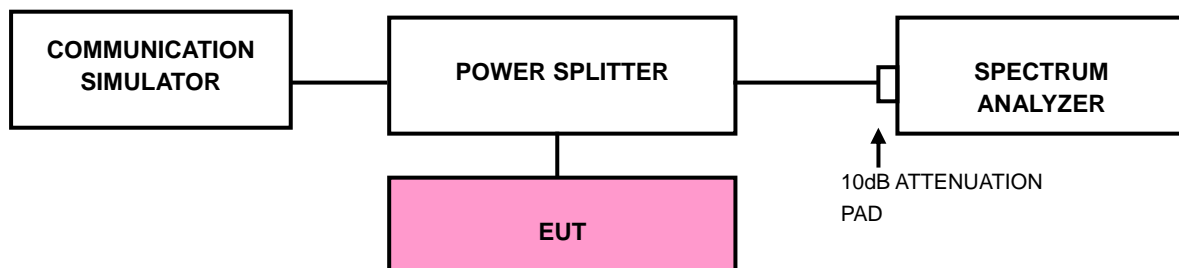 COMMUNICATION
SIMULATOR
POWER SPLITTER
SPECTRUM
ANALYZER
10dB ATTENUATION
PAD
EUT